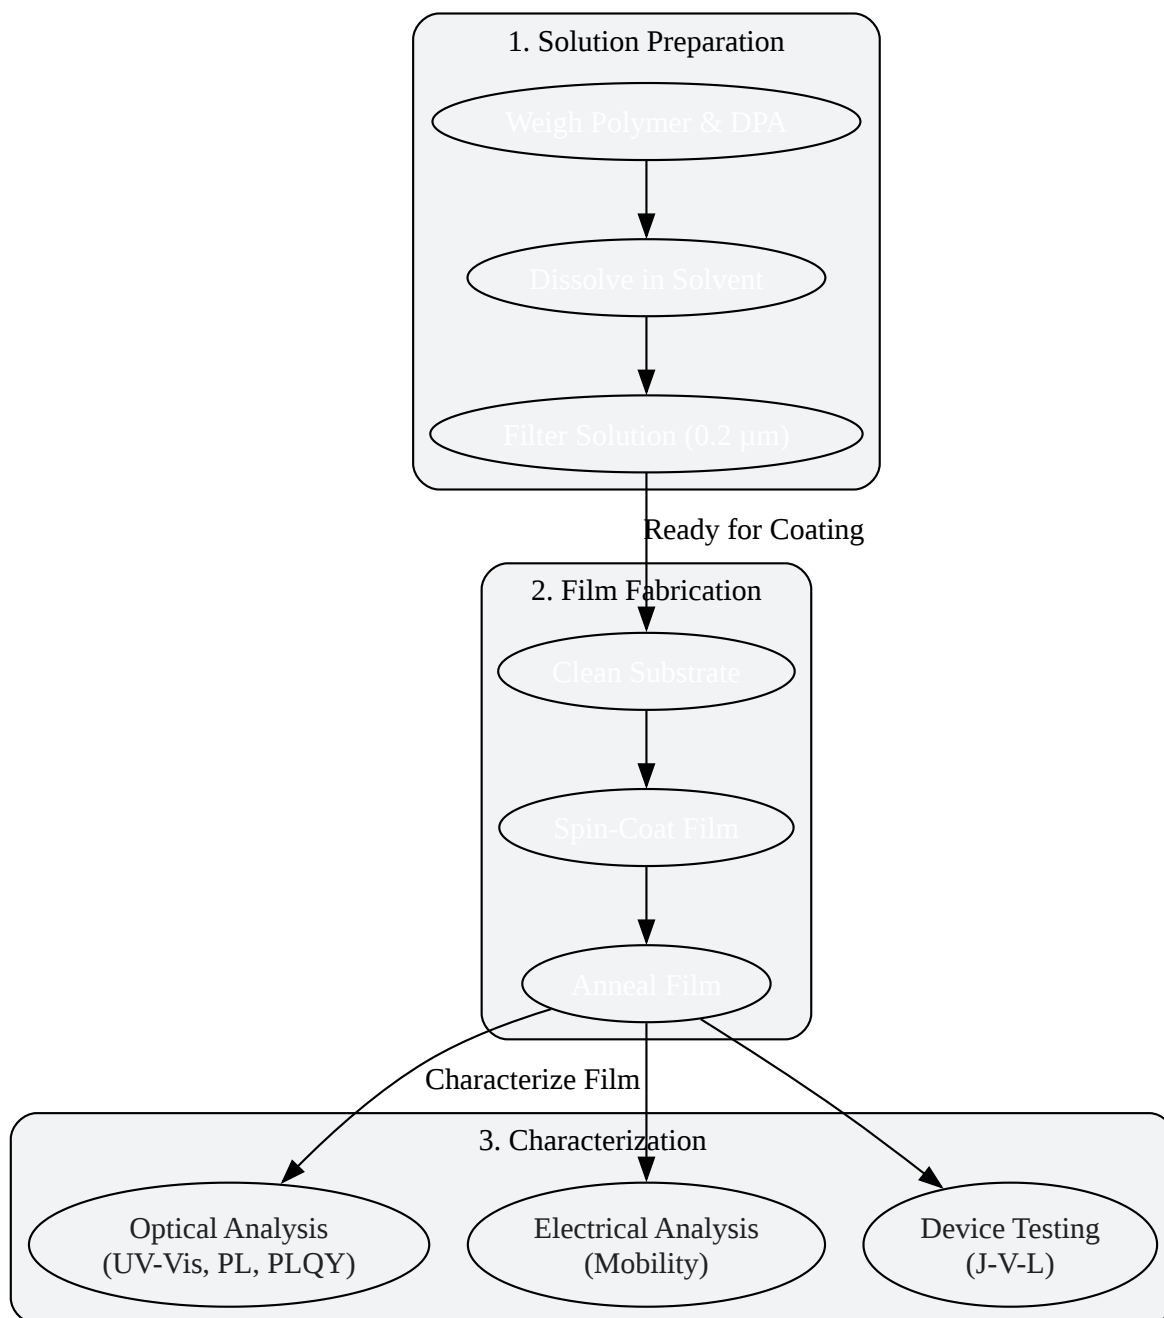 1. Solution Preparation
Weigh Polymer & DPA
Dissolve in Solvent
Filter Solution (0.2 µm)
Ready for Coating
2. Film Fabrication
Clean Substrate
Spin-Coat Film
Anneal Film
Characterize Film
3. Characterization
Optical Analysis
(UV-Vis, PL, PLQY)
Electrical Analysis
(Mobility)
Device Testing
(J-V-L)